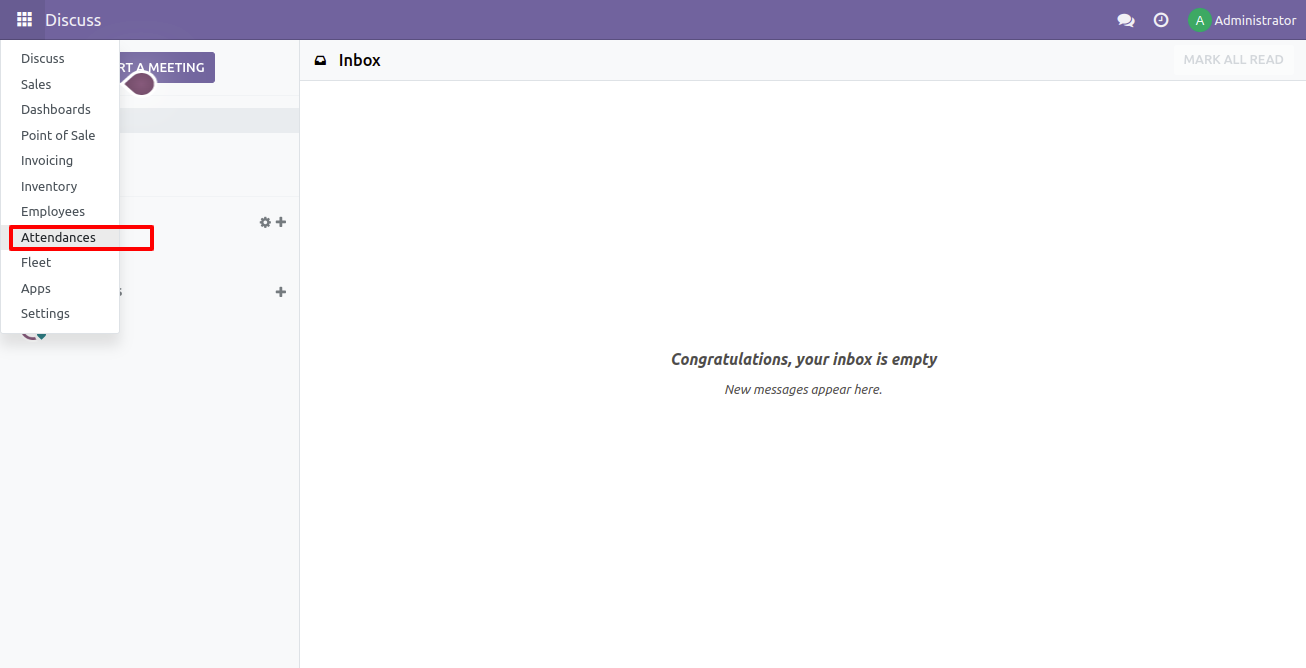 Discuss
A Administrator
Discuss
Sales
Dashboards
Point of Sale
Invoicing
Inventory
Employees
Attendances
Fleet
Apps
Settings
A MEETING
Inbox
MARK ALL READ
Congratulations, your inbox is empty
New messages appear here.